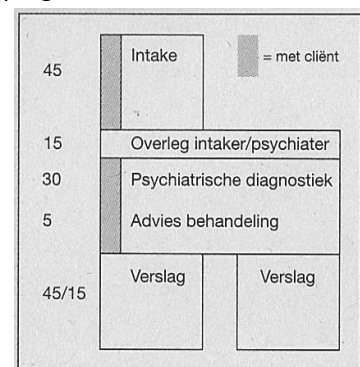 45 Intake = met cliënt
15 Overleg intaker/psychiater
30 Psychiatrische diagnostiek
5 Advies behandeling
45/15 Verslag Verslag